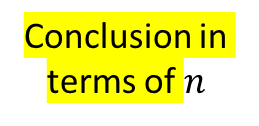 Conclusion in
terms of 𝑛